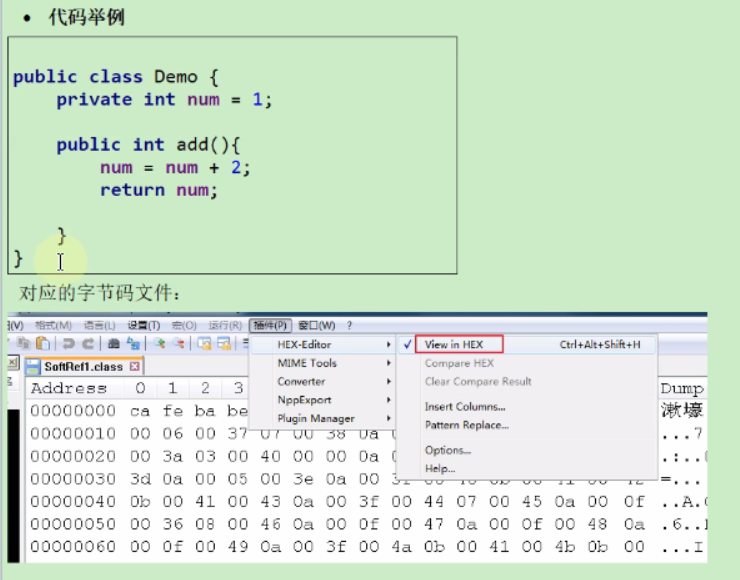 • 代码举例
public class Demo {
private int num = 1;
public int add(){
num = num + 2;
return num;
}
}
对应的字节码文件:
(V) 格式(M) 语言(L) 设置(T) 宏(O) 运行(R) 插件(P) 窗口(W) ?
HEX-Editor
View in HEX Ctrl+Alt+Shift+H
MIME Tools
Compare HEX
Converter
Clear Compare Result
NppExport
Insert Columns...
Plugin Manager
Pattern Replace...
Options...
Help...
SoftRef1.class
Address 0 1 2 3 Dump
00000000 ca fe ba be 漱壕
00000010 00 06 00 37 07 00 38 0a ...7
00000020 00 3a 03 00 40 00 00 0a .:..
00000030 3d 0a 00 05 00 3e 0a 00 =...
00000040 0b 00 41 00 43 0a 00 3f 00 44 07 00 45 0a 00 0f ..A.
00000050 00 36 08 00 46 0a 00 0f 00 47 0a 00 0f 00 48 0a .6..
00000060 00 0f 00 49 0a 00 3f 00 4a 0b 00 41 00 4b 0b 00 ...I